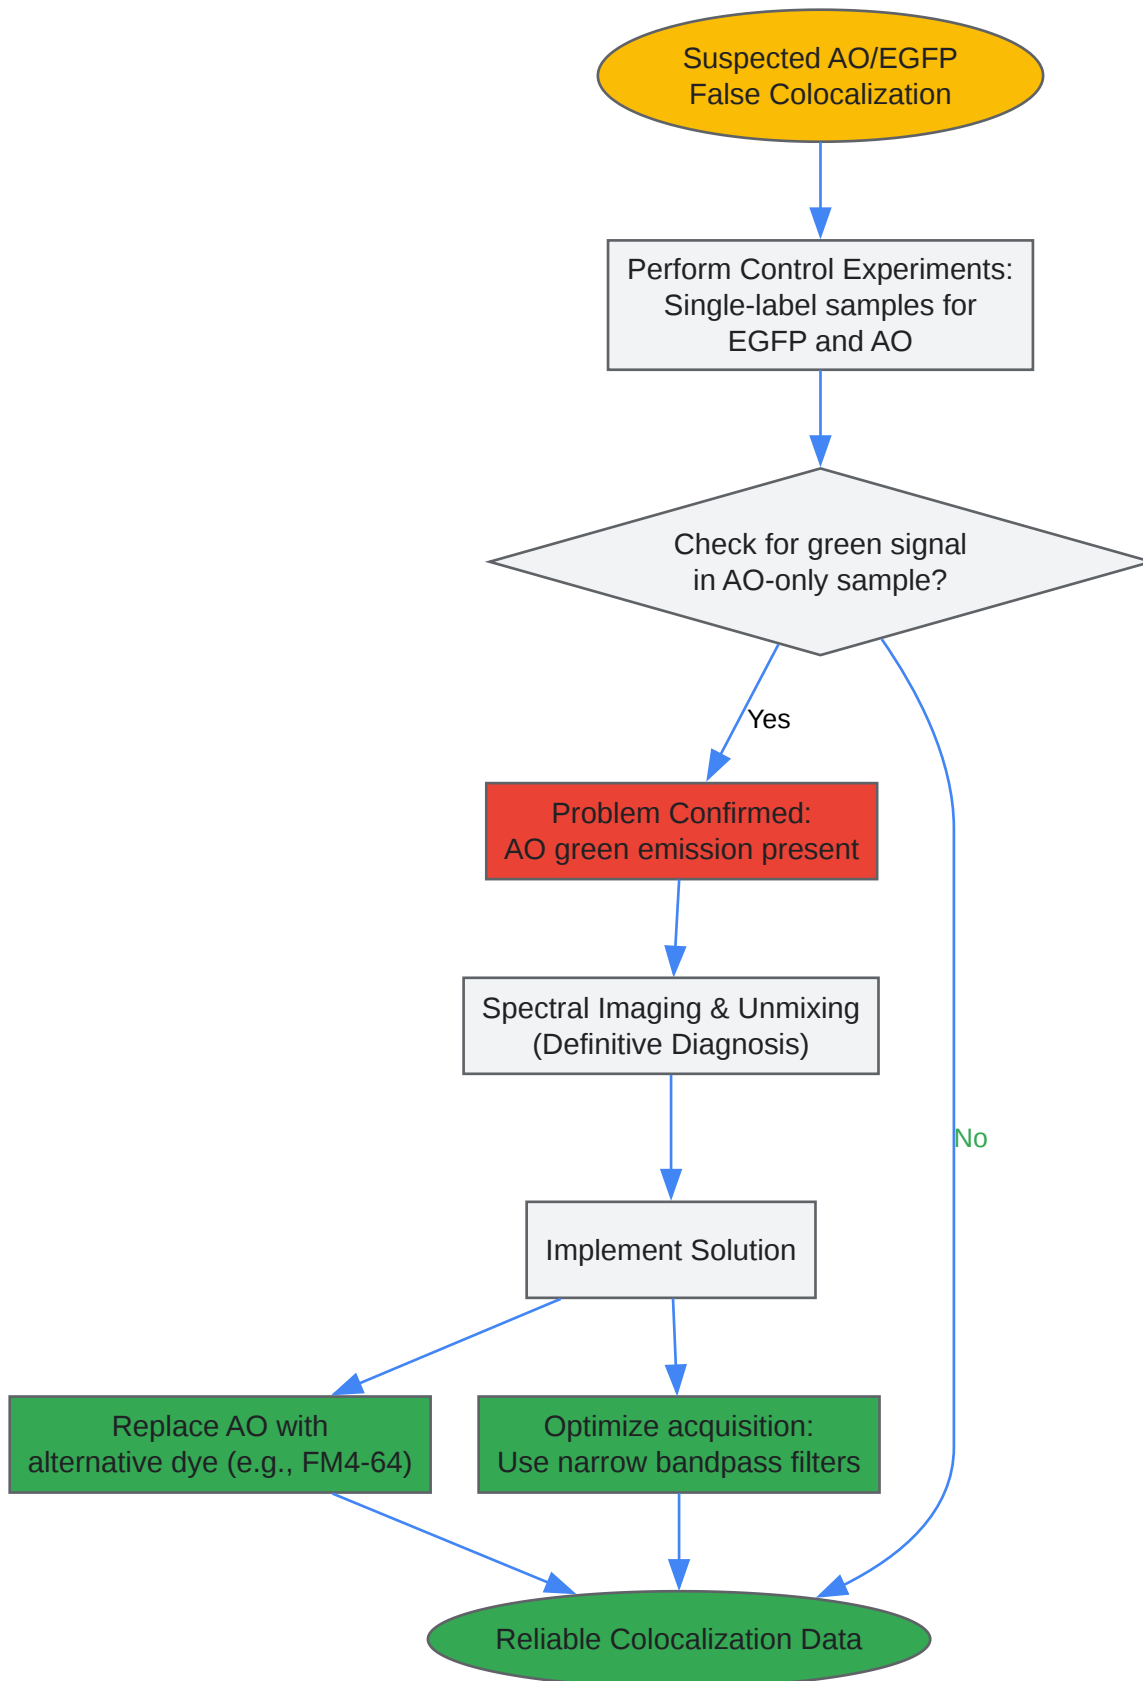 Suspected AO/EGFP
False Colocalization
Perform Control Experiments:
Single-label samples for
EGFP and AO
Check for green signal
in AO-only sample?
Yes
Problem Confirmed:
AO green emission present
Spectral Imaging & Unmixing
(Definitive Diagnosis)
No
Implement Solution
Replace AO with
alternative dye (e.g., FM4-64)
Optimize acquisition:
Use narrow bandpass filters
Reliable Colocalization Data